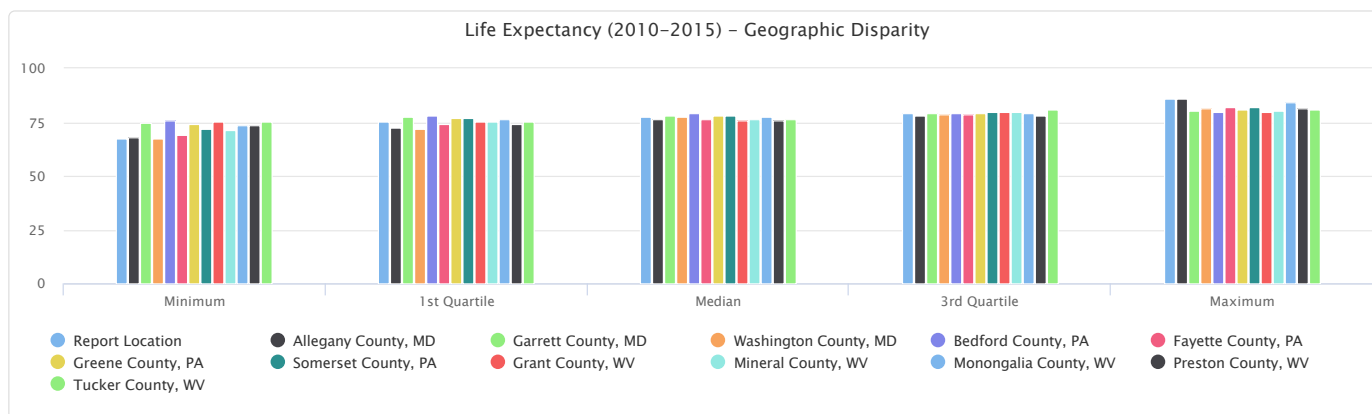 Life Expectancy (2010-2015) – Geographic Disparity
100
75
50
25
0
Minimum 1st Quartile Median 3rd Quartile Maximum
Report Location Allegany County, MD Garrett County, MD Washington County, MD Bedford County, PA Fayette County, PA
Greene County, PA Somerset County, PA Grant County, WV Mineral County, WV Monongalia County, WV Preston County, WV
Tucker County, WV